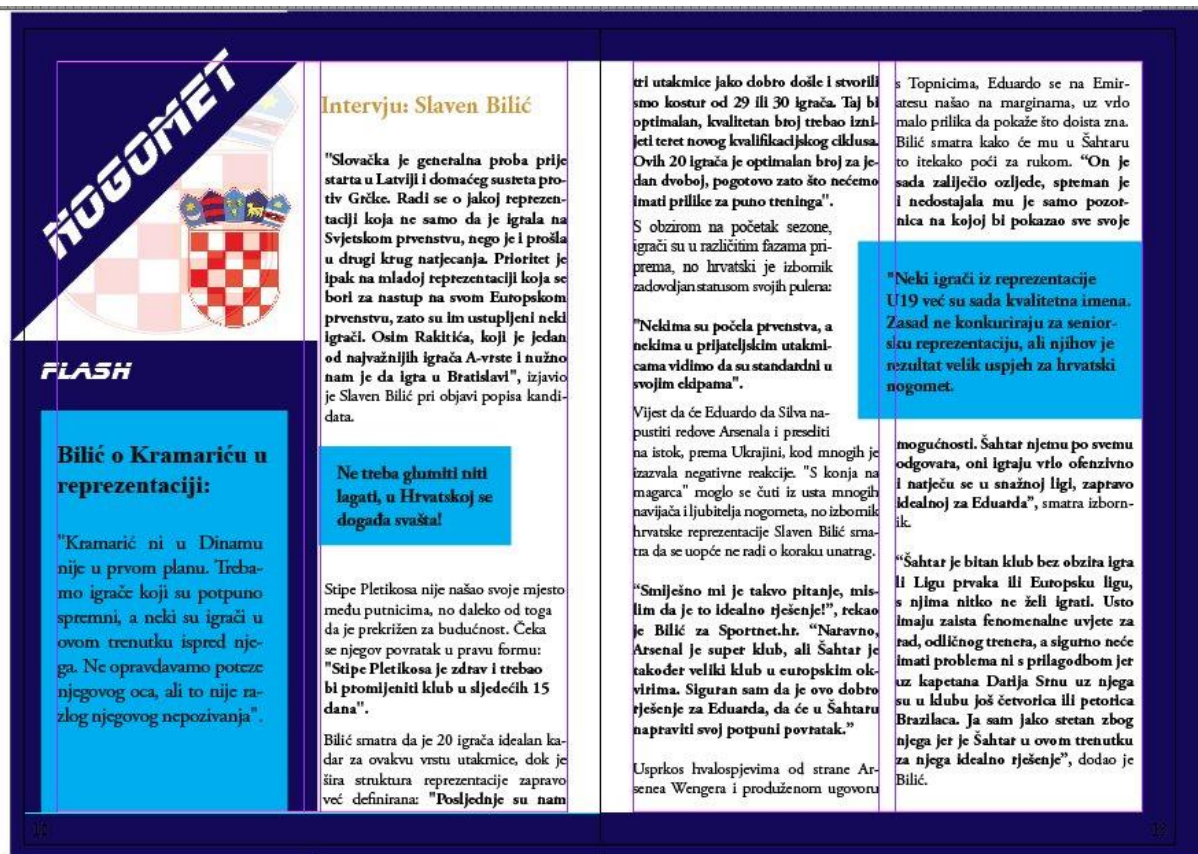 NOGOMET
FLASH
Bilić o Kramariću u
reprezentaciji:
"Kramarić ni u Dinamu
nije u prvom planu. Treba-
mo igrače koji su potpuno
spremni, a neki su igrači u
ovom trenutku ispred nje-
ga. Ne opravdavamo poteze
njegovog oca, ali to nije ra-
zlog njegovog nepozivanja".
Intervju: Slaven Bilić
"Slovačka je generalna proba prije
starta u Latviji i domaćeg susreta pro-
tiv Grčke. Radi se o jakoj reprezen-
taciji koja ne samo da je igrala na
Svjetskom prvenstvu, nego je i prošla
u drugi krug natjecanja. Prioritet je
ipak na mladoj reprezentaciji koja se
bori za nastup na svom Europskom
prvenstvu, zato su im ustupljeni neki
igrači. Osim Rakitića, koji je jedan
od najvažnijih igrača A-vrste i nužno
nam je da igra u Bratislavi", izjavio
je Slaven Bilić pri objavi popisa kandi-
data.
Ne treba glumiti niti
lagati, u Hrvatskoj se
događa svašta!
Stipe Pletikosa nije našao svoje mjesto
među putnicima, no daleko od toga
da je prekrižen za budućnost. Čeka
se njegov povratak u pravu formu:
"Stipe Pletikosa je zdrav i trebao
bi promijeniti klub u sljedećih 15
dana".
Bilić smatra da je 20 igrača idealan ka-
dar za ovakvu vrstu utakmice, dok je
šira struktura reprezentacije zapravo
već definirana: "Posljednje su nam
tri utakmice jako dobro došle i stvorili
smo kostur od 29 ili 30 igrača. Taj bi
optimalan, kvalitetan broj trebao izni-
jeti teret novog kvalifikacijskog ciklusa.
Ovih 20 igrača je optimalan broj za je-
dan dvoboj, pogotovo zato što nećemo
imati prilike za puno treninga".
S obzirom na početak sezone,
igrači su u različitim fazama pri-
prema, no hrvatski je izbornik
zadovoljan statusom svojih pulena:
"Nekima su počela prvenstva, a
nekima u prijateljskim utakmi-
cama vidimo da su standardni u
svojim ekipama".
Vijest da će Eduardo da Silva na-
pustiti redove Arsenala i preseliti
na istok, prema Ukrajini, kod mnogih je
izazvala negativne reakcije. "S konja na
magarca" moglo se čuti iz usta mnogih
navijača i ljubitelja nogometa, no izbornik
hrvatske reprezentacije Slaven Bilić sma-
tra da se uopće ne radi o koraku unatrag.
“Smiješno mi je takvo pitanje, mis-
lim da je to idealno rješenje!”, rekao
je Bilić za Sportnet.hr. “Naravno,
Arsenal je super klub, ali Šahtar je
također veliki klub u europskim ok-
virima. Siguran sam da je ovo dobro
rješenje za Eduarda, da će u Šahtaru
napraviti svoj potpuni povratak.”
Usprkos hvalospjevima od strane Ar-
senea Wengera i produženom ugovoru
s Topnicima, Eduardo se na Emir-
atesu našao na marginama, uz vrlo
malo prilika da pokaže što doista zna.
Bilić smatra kako će mu u Šahtaru
to itekako poći za rukom. “On je
sada zaliječio ozljede, spreman je
i nedostajala mu je samo pozor-
nica na kojoj bi pokazao sve svoje
"Neki igrači iz reprezentacije
U19 već su sada kvalitetna imena.
Zasad ne konkuriraju za senior-
sku reprezentaciju, ali njihov je
rezultat velik uspjeh za hrvatski
nogomet.
mogućnosti. Šahtar njemu po svemu
odgovara, oni igraju vrlo ofenzivno
i natječu se u snažnoj ligi, zapravo
idealnoj za Eduarda”, smatra izborn-
ik.
“Šahtar je bitan klub bez obzira igra
li Ligu prvaka ili Europsku ligu,
s njima nitko ne želi igrati. Usto
imaju zaista fenomenalne uvjete za
rad, odličnog trenera, a sigurno neće
imati problema ni s prilagodbom jer
uz kapetana Darija Srnu uz njega
su u klubu još četvorica ili petorica
Brazilaca. Ja sam jako sretan zbog
njega jer je Šahtar u ovom trenutku
za njega idealno rješenje”, dodao je
Bilić.